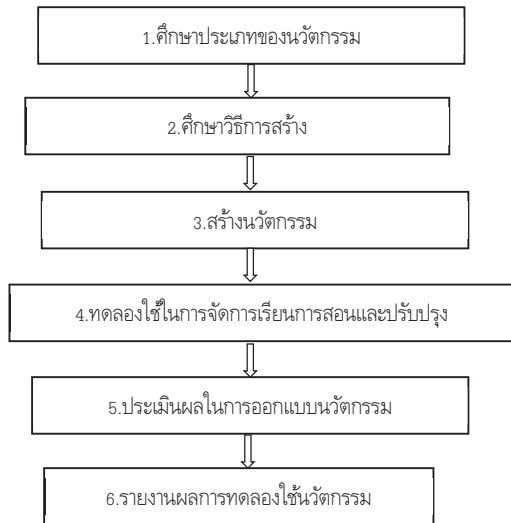 1.ศึกษาประเภทของนวัตกรรม
2.ศึกษาวิธีการสร้าง
3.สร้างนวัตกรรม
4.ทดลองใช้ในการจัดการเรียนการสอนและปรับปรุง
5.ประเมินผลในการออกแบบนวัตกรรม
6.รายงานผลการทดลองใช้นวัตกรรม